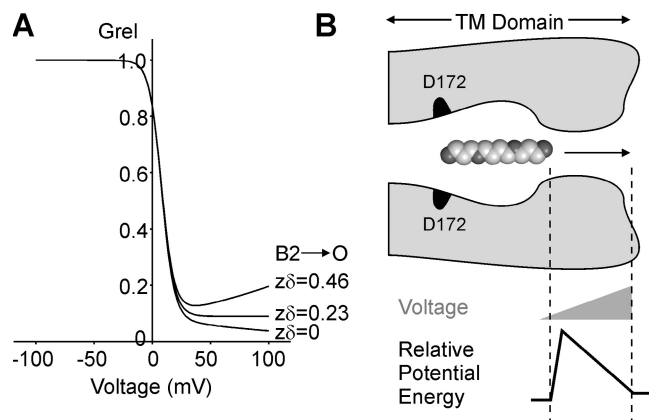 A
Grel
1.0
0.8
0.6
0.4
0.2
0
-100 -50 0 50 100
Voltage (mV)
B2→O
zδ=0.46
zδ=0.23
zδ=0
B
TM Domain
D172
D172
Voltage
Relative
Potential
Energy